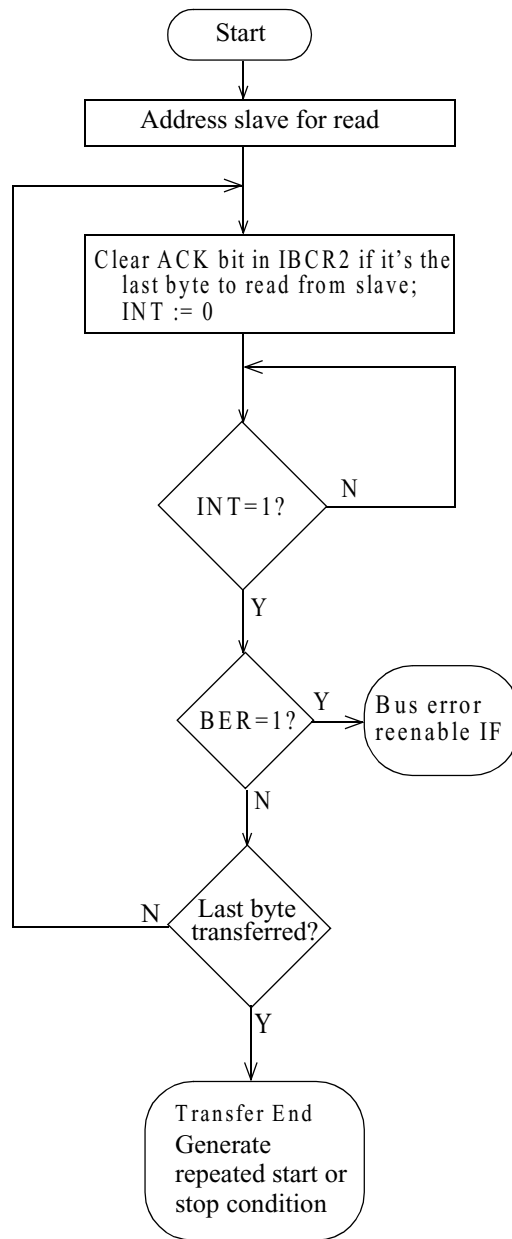 Start
Address slave for read
Clear ACK bit in IBCR2 if it's the
last byte to read from slave;
INT := 0
INT=1?
N
Y
BER=1?
Y
Bus error
reenable IF
N
Last byte
transferred?
N
Y
Transfer End
Generate
repeated start or
stop condition